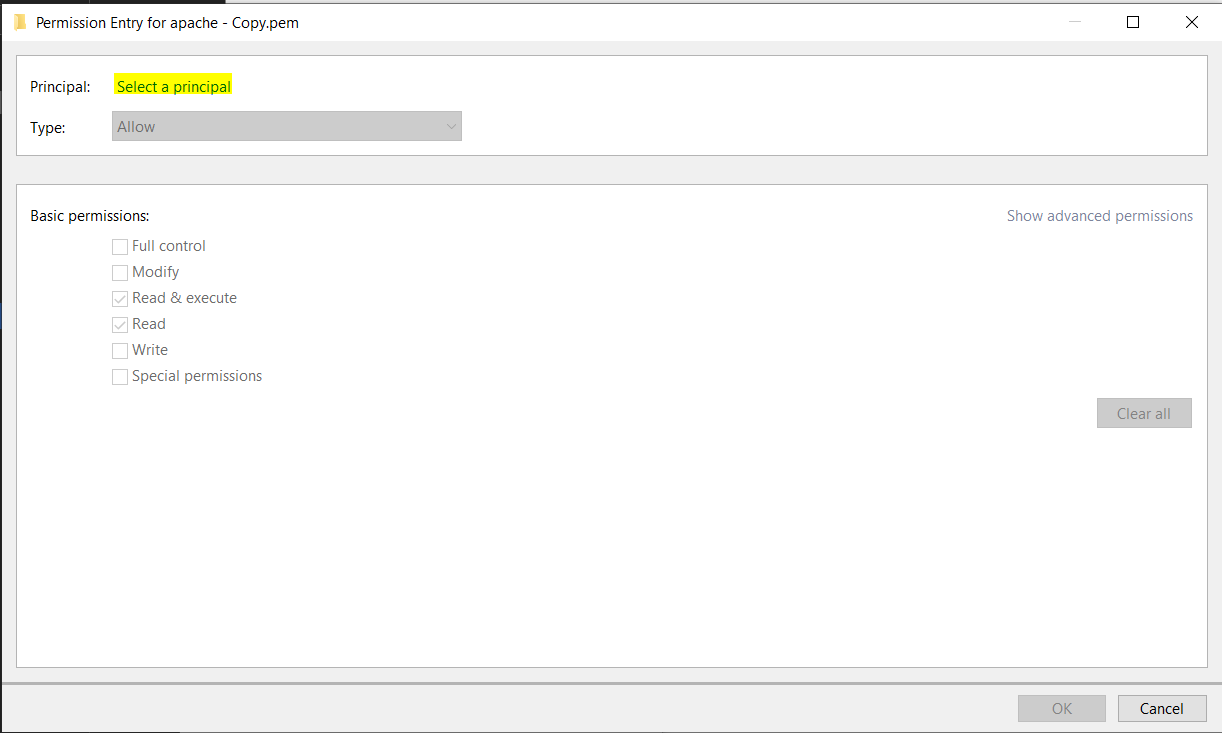 Permission Entry for apache - Copy.pem
Principal: Select a principal
Type: Allow
Basic permissions: Show advanced permissions
Full control
Modify
Read & execute
Read
Write
Special permissions
Clear all
OK Cancel